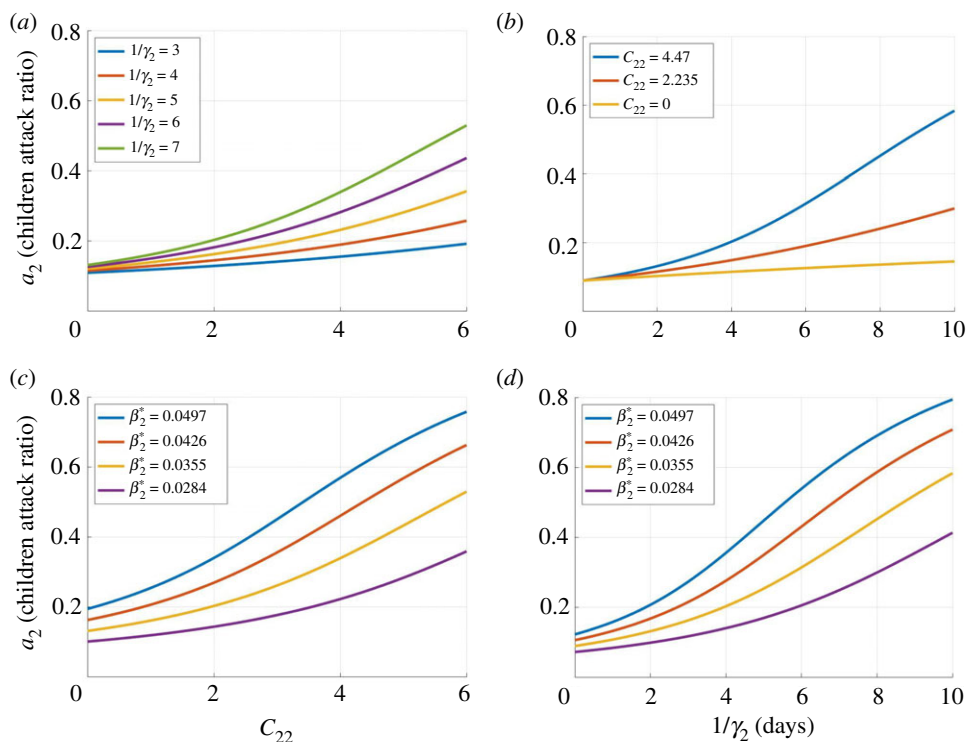 (a)
a₂ (children attack ratio)
0.8
0.6
0.4
0.2
0
2
4
6
1/γ₂ = 3
1/γ₂ = 4
1/γ₂ = 5
1/γ₂ = 6
1/γ₂ = 7
(b)
0.8
0.6
0.4
0.2
0
2
4
6
8
10
C₂₂ = 4.47
C₂₂ = 2.235
C₂₂ = 0
(c)
a₂ (children attack ratio)
0.8
0.6
0.4
0.2
0
2
4
6
C₂₂
β₂* = 0.0497
β₂* = 0.0426
β₂* = 0.0355
β₂* = 0.0284
(d)
0.8
0.6
0.4
0.2
0
2
4
6
8
10
1/γ₂ (days)
β₂* = 0.0497
β₂* = 0.0426
β₂* = 0.0355
β₂* = 0.0284